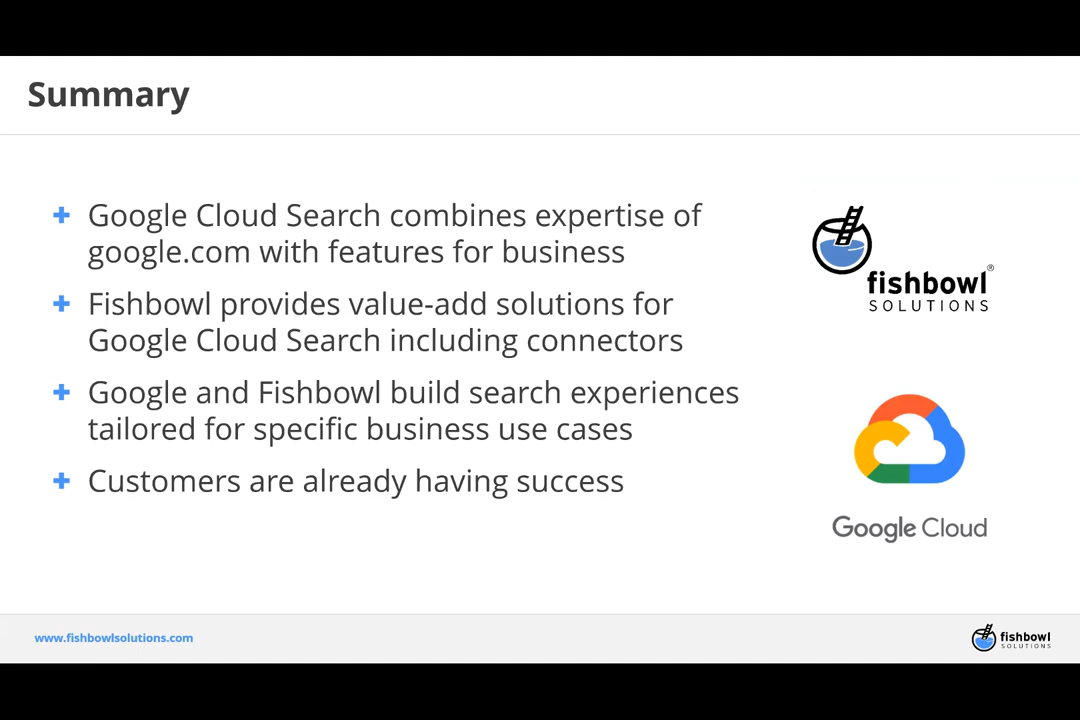 Summary
Google Cloud Search combines expertise of
google.com with features for business
Fishbowl provides value-add solutions for
Google Cloud Search including connectors
Google and Fishbowl build search experiences
tailored for specific business use cases
Customers are already having success
fishbowl®
SOLUTIONS
Google Cloud
www.fishbowlsolutions.com
fishbowl
SOLUTIONS